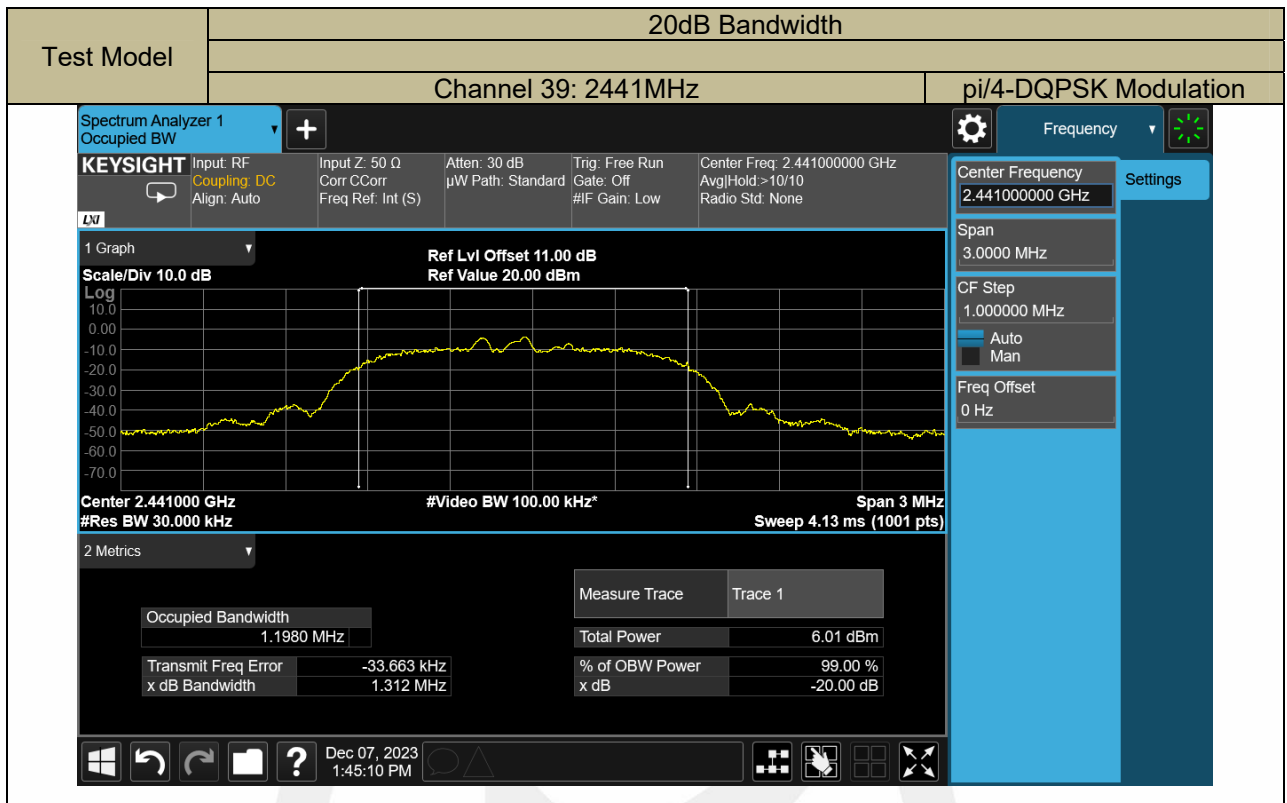 Test Model
20dB Bandwidth
Channel 39: 2441MHz
pi/4-DQPSK Modulation
Spectrum Analyzer 1
Occupied BW
Frequency
KEYSIGHT
LXI
Input: RF
Coupling: DC
Align: Auto
Input Z: 50 Ω
Corr CCorr
Freq Ref: Int (S)
Atten: 30 dB
µW Path: Standard
Trig: Free Run
Gate: Off
#IF Gain: Low
Center Freq: 2.441000000 GHz
Avg|Hold:>10/10
Radio Std: None
Center Frequency
2.441000000 GHz
Settings
Span
3.0000 MHz
CF Step
1.000000 MHz
Auto
Man
Freq Offset
0 Hz
1 Graph
Scale/Div 10.0 dB
Ref Lvl Offset 11.00 dB
Ref Value 20.00 dBm
Log
10.0
0.00
-10.0
-20.0
-30.0
-40.0
-50.0
-60.0
-70.0
Center 2.441000 GHz
#Video BW 100.00 kHz*
Span 3 MHz
#Res BW 30.000 kHz
Sweep 4.13 ms (1001 pts)
2 Metrics
Measure Trace Trace 1
Occupied Bandwidth
1.1980 MHz
Total Power 6.01 dBm
Transmit Freq Error -33.663 kHz
% of OBW Power 99.00 %
x dB Bandwidth 1.312 MHz
x dB -20.00 dB
?
Dec 07, 2023
1:45:10 PM